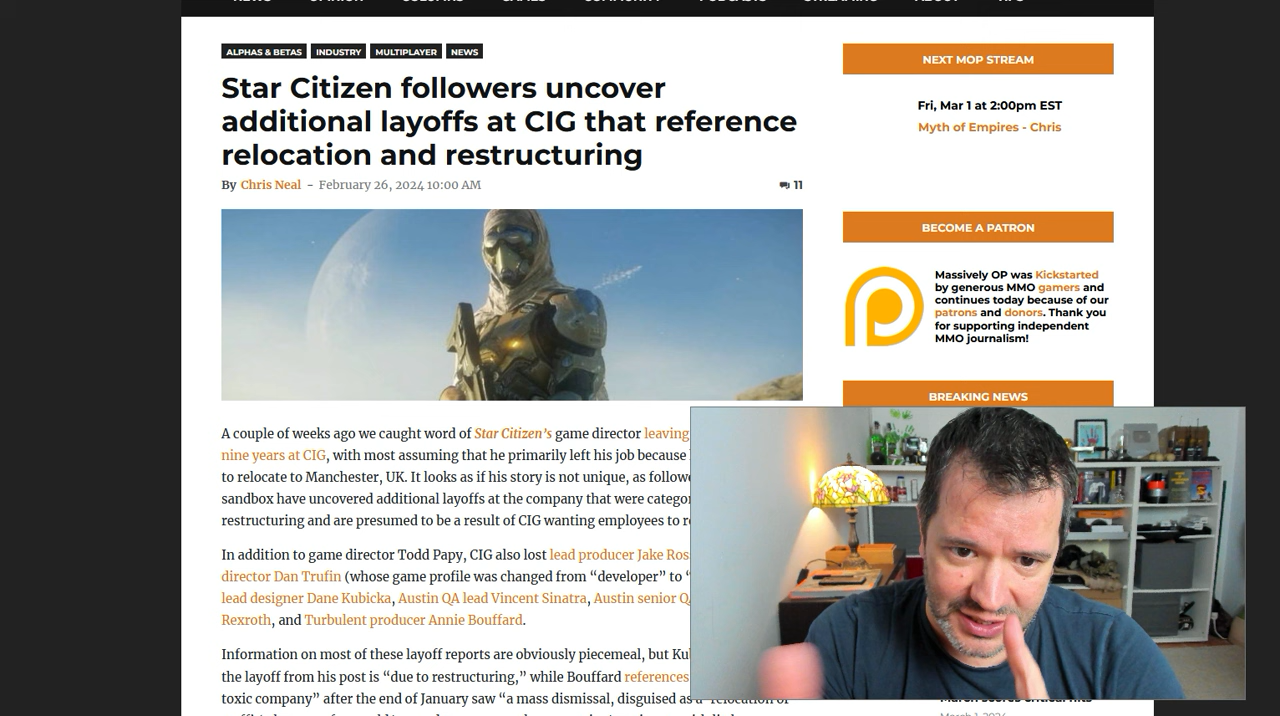 ALPHAS & BETAS INDUSTRY MULTIPLAYER NEWS
Star Citizen followers uncover
additional layoffs at CIG that reference
relocation and restructuring
By Chris Neal - February 26, 2024 10:00 AM 11
A couple of weeks ago we caught word of Star Citizen's game director leaving
nine years at CIG, with most assuming that he primarily left his job because
to relocate to Manchester, UK. It looks as if his story is not unique, as
sandbox have uncovered additional layoffs at the company that were
restructuring and are presumed to be a result of CIG wanting employees to
In addition to game director Todd Papy, CIG also lost lead producer Jake
director Dan Trufin (whose game profile was changed from “developer” to
lead designer Dane Kubicka, Austin QA lead Vincent Sinatra, Austin senior
Rexroth, and Turbulent producer Annie Bouffard.
Information on most of these layoff reports are obviously piecemeal, but
the layoff from his post is “due to restructuring,” while Bouffard references
toxic company” after the end of January saw “a mass dismissal, disguised as
NEXT MOP STREAM
Fri, Mar 1 at 2:00pm EST
Myth of Empires - Chris
BECOME A PATRON
Massively OP was Kickstarted
by generous MMO gamers and
continues today because of our
patrons and donors. Thank you
for supporting independent
MMO journalism!
BREAKING NEWS